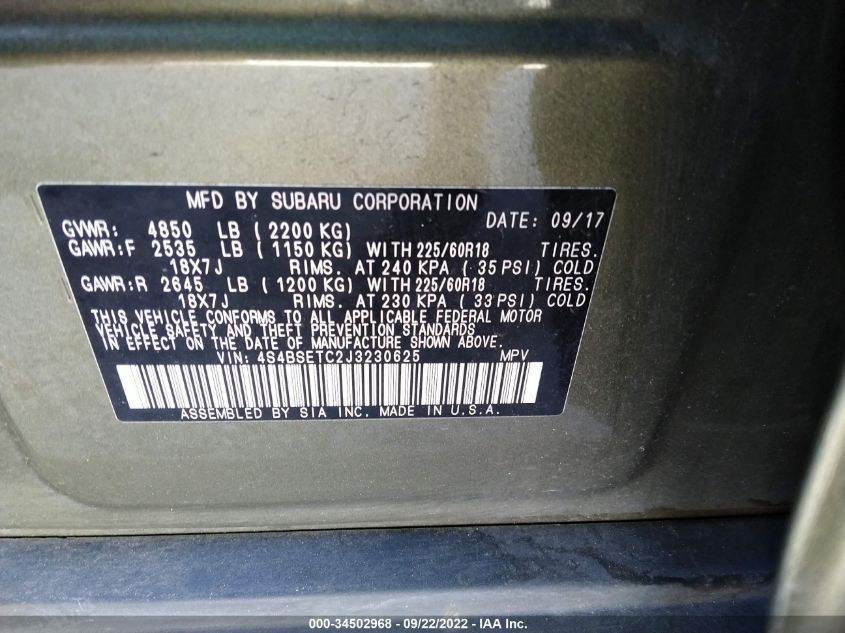 MFD BY SUBARU CORPORATION
GVWR: 4850 LB (2200 KG) DATE: 09/17
GAWR:F 2535 LB (1150 KG) WITH 225/60R18 TIRES.
18X7J RIMS. AT 240 KPA (35 PSI) COLD
GAWR:R 2645 LB (1200 KG) WITH 225/60R18 TIRES.
18X7J RIMS. AT 230 KPA (33 PSI) COLD
THIS VEHICLE CONFORMS TO ALL APPLICABLE FEDERAL MOTOR
VEHICLE SAFETY AND THEFT PREVENTION STANDARDS
IN EFFECT ON THE DATE OF MANUFACTURE SHOWN ABOVE.
VIN: 4S4BSETC2J3230625 MPV
ASSEMBLED BY SIA INC. MADE IN U.S.A.
000-34502968 - 09/22/2022 - IAA Inc.